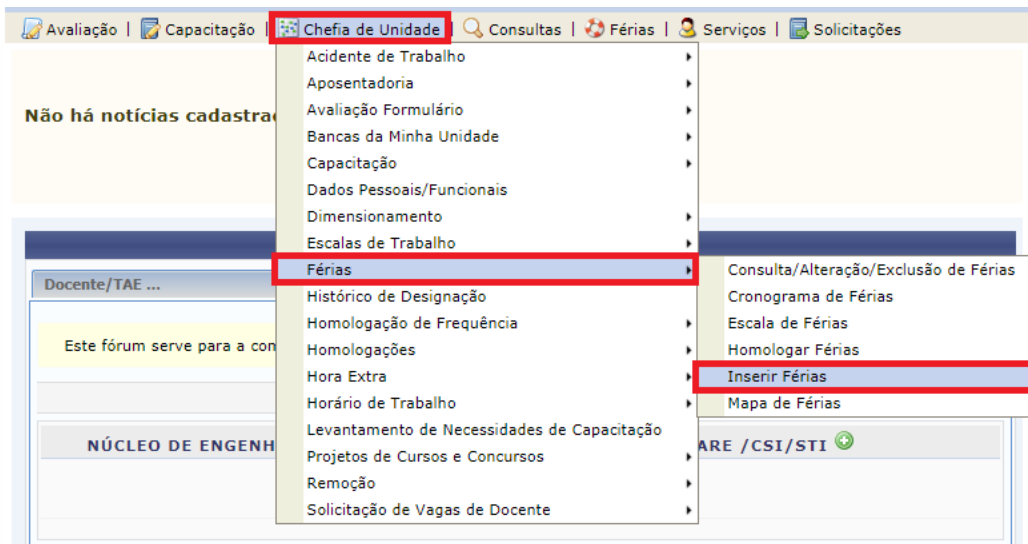 Avaliação | Capacitação | Chefia de Unidade | Consultas | Férias | Serviços | Solicitações
Acidente de Trabalho
Aposentadoria
Não há notícias
Avaliação Formulário
Bancas da Minha Unidade
Capacitação
Dados Pessoais/Funcionais
Dimensionamento
Escalas de Trabalho
Férias
Consulta/Alteração/Exclusão de Férias
Docente/TAE ...
Histórico de Designação
Cronograma de Férias
Homologação de Frequência
Escala de Férias
Este fórum serve para a
Homologações
Homologar Férias
Hora Extra
Inserir Férias
Horário de Trabalho
Mapa de Férias
Levantamento de Necessidades de Capacitação
NÚCLEO DE
/CSI/STI
Projetos de Cursos e Concursos
Remoção
Solicitação de Vagas de Docente